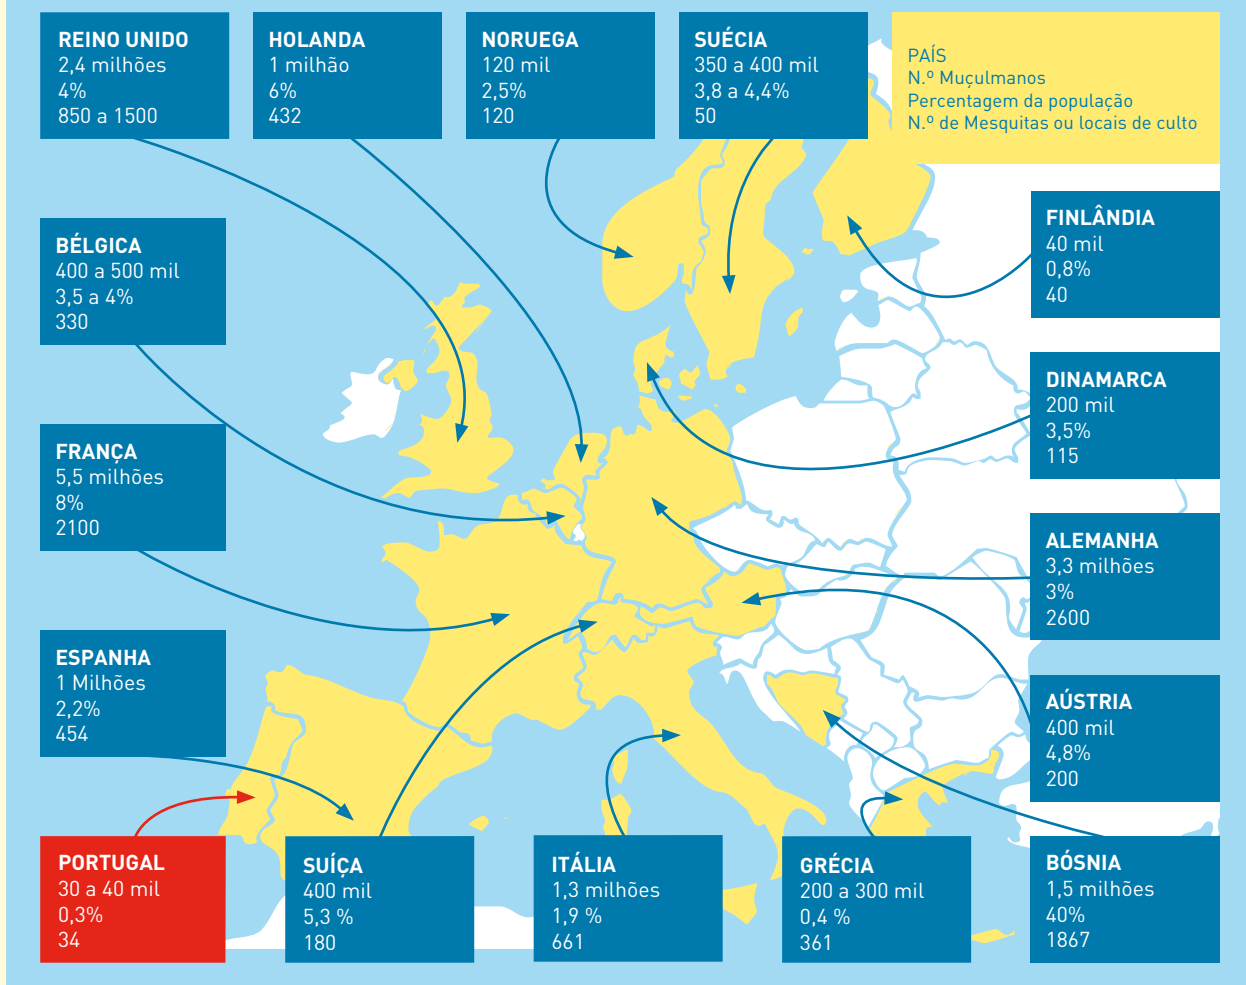 REINO UNIDO
2,4 milhões
4%
850 a 1500
HOLANDA
1 milhão
6%
432
NORUEGA
120 mil
2,5%
120
SUÉCIA
350 a 400 mil
3,8 a 4,4%
50
PAÍS
N.º Muçulmanos
Percentagem da população
N.º de Mesquitas ou locais de culto
BÉLGICA
400 a 500 mil
3,5 a 4%
330
FINLÂNDIA
40 mil
0,8%
40
DINAMARCA
200 mil
3,5%
115
FRANÇA
5,5 milhões
8%
2100
ALEMANHA
3,3 milhões
3%
2600
ESPANHA
1 Milhões
2,2%
454
AÚSTRIA
400 mil
4,8%
200
PORTUGAL
30 a 40 mil
0,3%
34
SUÍÇA
400 mil
5,3 %
180
ITÁLIA
1,3 milhões
1,9 %
661
GRÉCIA
200 a 300 mil
0,4 %
361
BÓSNIA
1,5 milhões
40%
1867